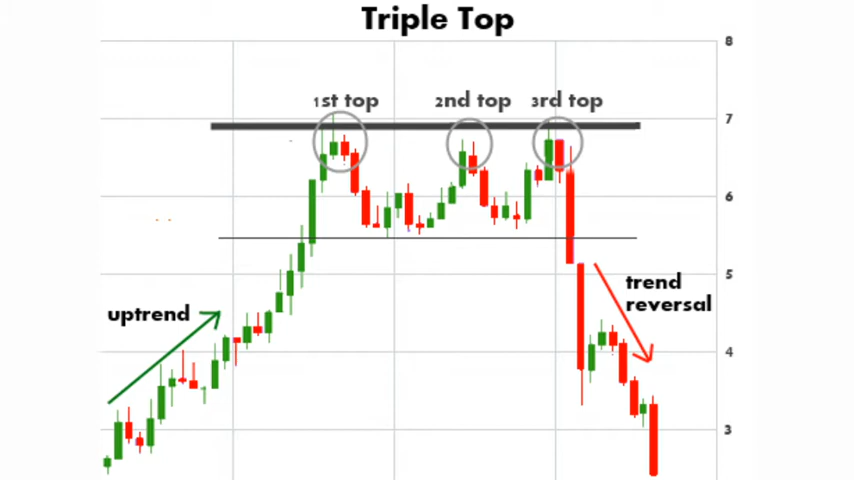 Triple Top
8
1st top 2nd top 3rd top
7
6
5
trend
reversal
uptrend
4
3